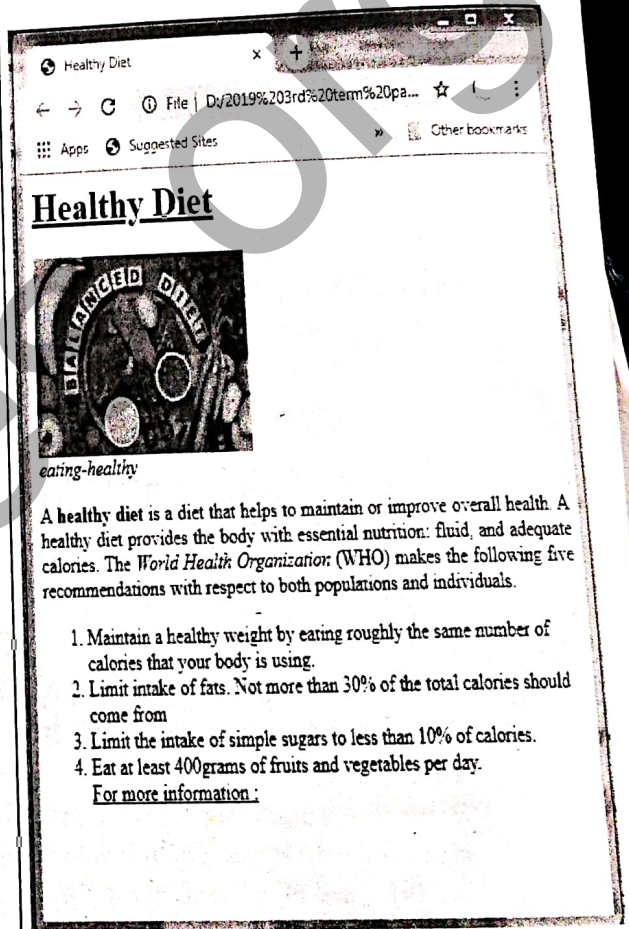 Healthy Diet
File | D:/2019%203rd%20term%20pa...
Apps Suggested Sites » Other bookmarks
Healthy Diet
BALANCED DIET
eating-healthy
A healthy diet is a diet that helps to maintain or improve overall health. A
healthy diet provides the body with essential nutrition: fluid, and adequate
calories. The World Health Organization (WHO) makes the following five
recommendations with respect to both populations and individuals.
1. Maintain a healthy weight by eating roughly the same number of
calories that your body is using.
2. Limit intake of fats. Not more than 30% of the total calories should
come from
3. Limit the intake of simple sugars to less than 10% of calories.
4. Eat at least 400grams of fruits and vegetables per day.
For more information :